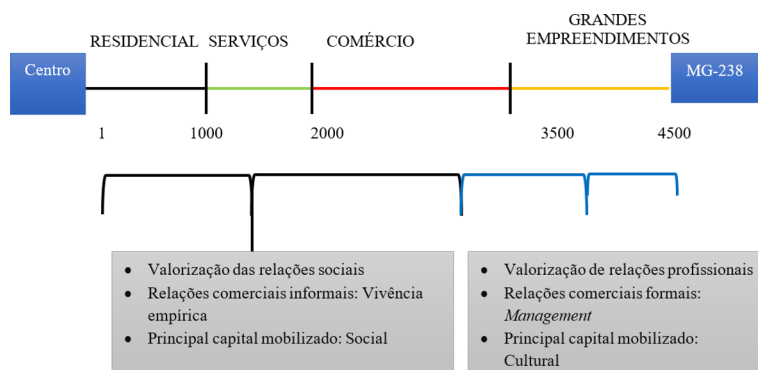 GRANDES
EMPREENDIMENTOS
RESIDENCIAL
SERVIÇOS
COMÉRCIO
Centro
MG-238
1
1000
2000
3500
4500
• Valorização das relações sociais
• Relações comerciais informais: Vivência
empírica
• Principal capital mobilizado: Social
• Valorização de relações profissionais
• Relações comerciais formais:
Management
• Principal capital mobilizado:
Cultural